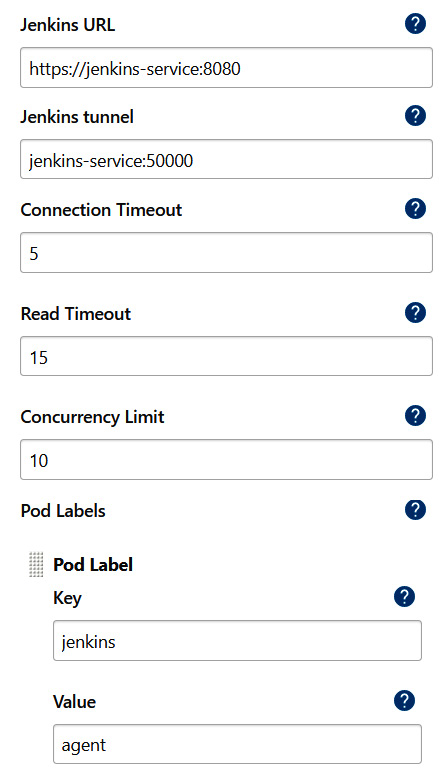 Jenkins URL ?
https://jenkins-service:8080
Jenkins tunnel ?
jenkins-service:50000
Connection Timeout ?
5
Read Timeout ?
15
Concurrency Limit ?
10
Pod Labels ?
Pod Label
Key ?
jenkins
Value ?
agent